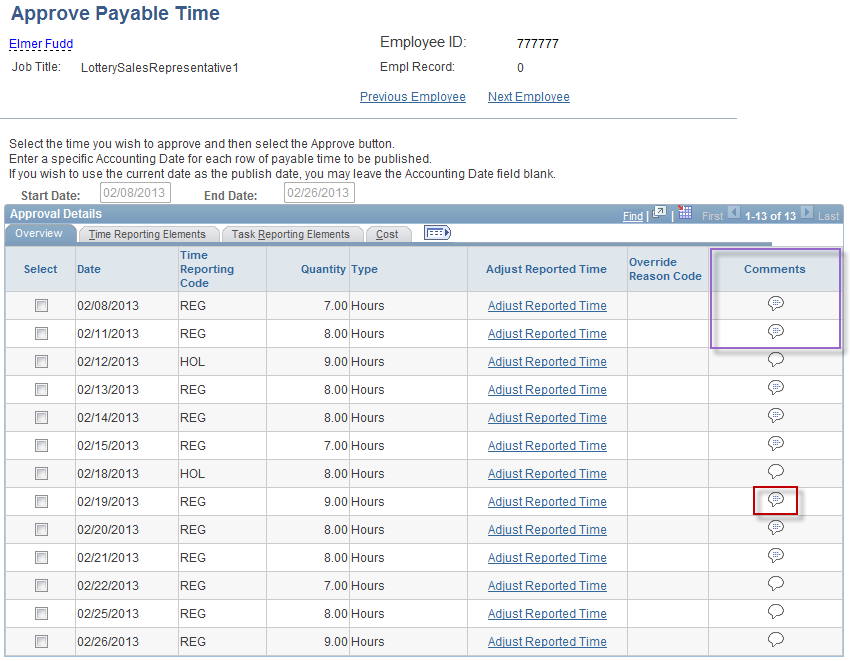 Approve Payable Time
Elmer Fudd Employee ID: 777777
Job Title: LotterySalesRepresentative1 Empl Record: 0
Previous Employee Next Employee
Select the time you wish to approve and then select the Approve button.
Enter a specific Accounting Date for each row of payable time to be published.
If you wish to use the current date as the publish date, you may leave the Accounting Date field blank.
Start Date: 02/08/2013 End Date: 02/26/2013
Approval Details Find | | First 1-13 of 13 Last
Overview Time Reporting Elements Task Reporting Elements Cost
Select Date Time Reporting Code Quantity Type Adjust Reported Time Override Reason Code Comments
02/08/2013 REG 7.00 Hours Adjust Reported Time
02/11/2013 REG 8.00 Hours Adjust Reported Time
02/12/2013 HOL 9.00 Hours Adjust Reported Time
02/13/2013 REG 8.00 Hours Adjust Reported Time
02/14/2013 REG 8.00 Hours Adjust Reported Time
02/15/2013 REG 7.00 Hours Adjust Reported Time
02/18/2013 HOL 8.00 Hours Adjust Reported Time
02/19/2013 REG 9.00 Hours Adjust Reported Time
02/20/2013 REG 8.00 Hours Adjust Reported Time
02/21/2013 REG 8.00 Hours Adjust Reported Time
02/22/2013 REG 7.00 Hours Adjust Reported Time
02/25/2013 REG 8.00 Hours Adjust Reported Time
02/26/2013 REG 9.00 Hours Adjust Reported Time